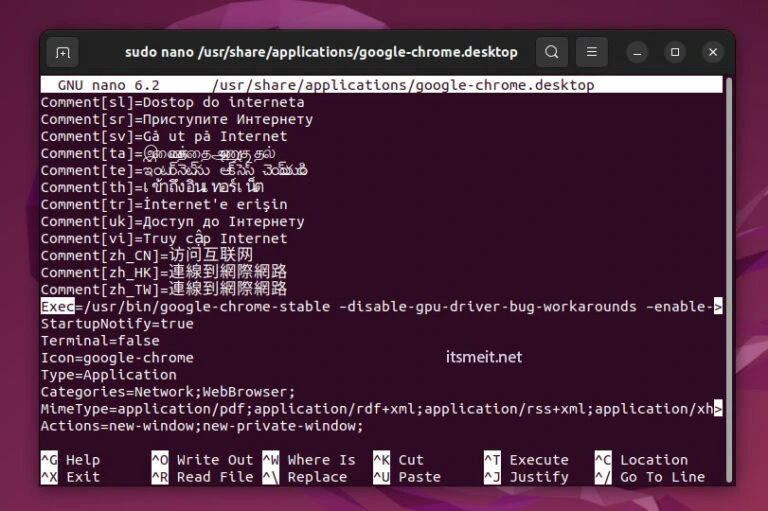 sudo nano /usr/share/applications/google-chrome.desktop
GNU nano 6.2 /usr/share/applications/google-chrome.desktop
Comment[sl]=Dostop do interneta
Comment[sr]=Приступите Интернету
Comment[sv]=Gå ut på Internet
Comment[ta]=
Comment[te]=
Comment[th]=เข้าถึงอินเทอร์เน็ต
Comment[tr]=İnternet'e erişin
Comment[uk]=Доступ до Інтернету
Comment[vi]=Truy cập Internet
Comment[zh_CN]=访问互联网
Comment[zh_HK]=連線到網際網路
Comment[zh_TW]=連線到網際網路
Exec=/usr/bin/google-chrome-stable –disable-gpu-driver-bug-workarounds –enable->
StartupNotify=true
Terminal=false
Icon=google-chrome
itsmeit.net
Type=Application
Categories=Network;WebBrowser;
MimeType=application/pdf;application/rdf+xml;application/rss+xml;application/xh>
Actions=new-window;new-private-window;
^G Help ^O Write Out ^W Where Is ^K Cut ^T Execute ^C Location
^X Exit ^R Read File ^\ Replace ^U Paste ^J Justify ^/ Go To Line